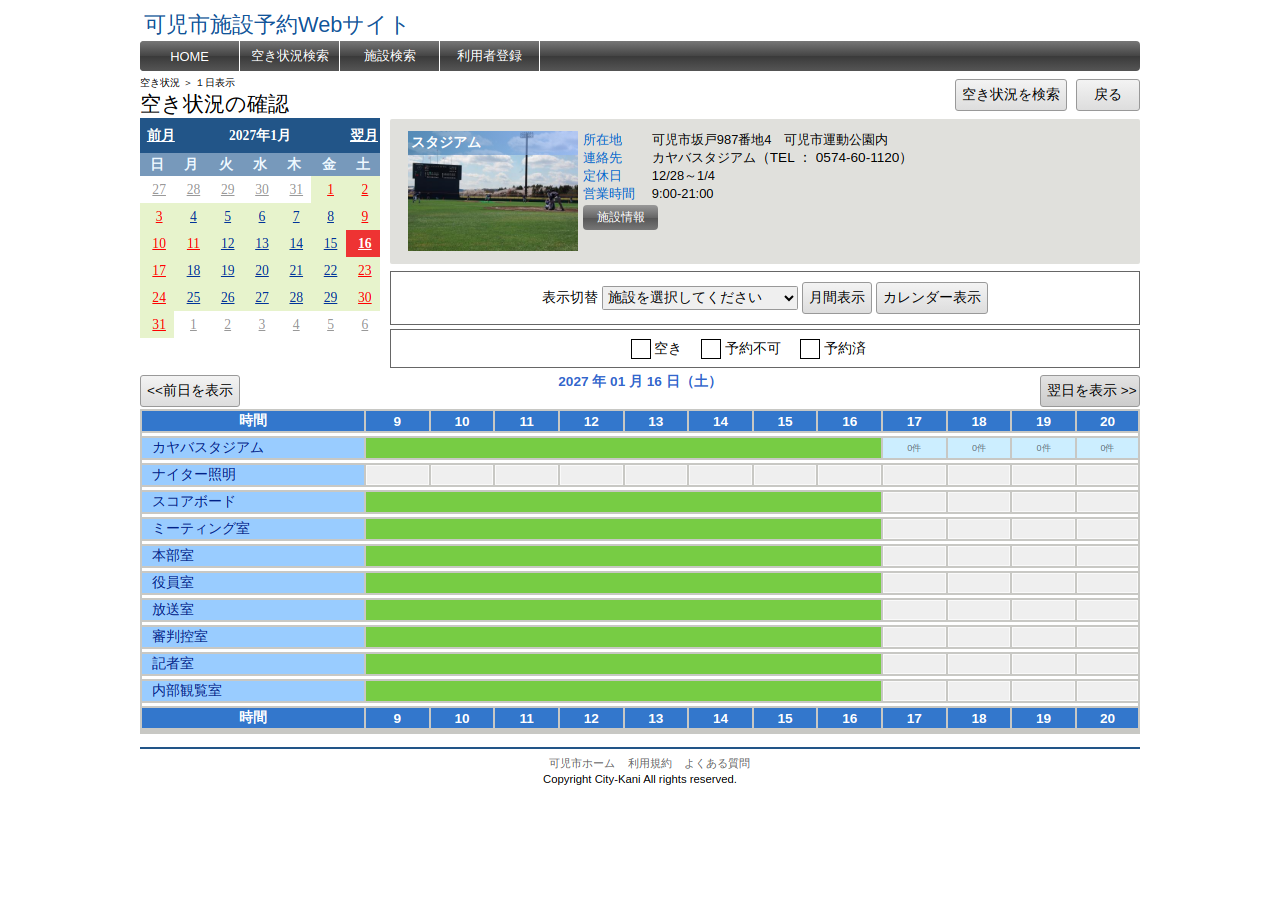 可児市施設予約Webサイト
HOME 空き状況検索 施設検索 利用者登録
空き状況 ＞ １日表示
空き状況の確認
空き状況を検索 戻る
前月 2027年1月 翌月
日 月 火 水 木 金 土
27 28 29 30 31 1 2
3 4 5 6 7 8 9
10 11 12 13 14 15 16
17 18 19 20 21 22 23
24 25 26 27 28 29 30
31 1 2 3 4 5 6
スタジアム
所在地 可児市坂戸987番地4　可児市運動公園内
連絡先 カヤバスタジアム（TEL ： 0574-60-1120）
定休日 12/28～1/4
営業時間 9:00-21:00
施設情報
表示切替 施設を選択してください 月間表示 カレンダー表示
空き 予約不可 予約済
<<前日を表示 2027 年 01 月 16 日（土） 翌日を表示 >>
時間 9 10 11 12 13 14 15 16 17 18 19 20
カヤバスタジアム 0件 0件 0件 0件
ナイター照明
スコアボード
ミーティング室
本部室
役員室
放送室
審判控室
記者室
内部観覧室
時間 9 10 11 12 13 14 15 16 17 18 19 20
可児市ホーム 利用規約 よくある質問
Copyright City-Kani All rights reserved.